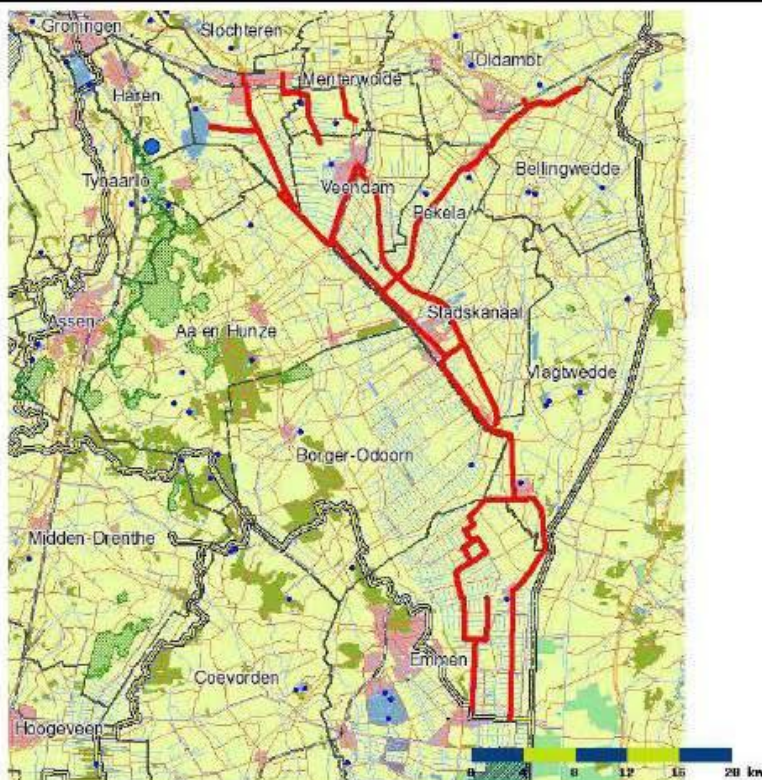 Groningen
Slochteren
Menterwolde
Oldambt
Haren
Tynaarlo
Veendam
Bellingwedde
Pekela
Assen
Aa en Hunze
Stadskanaal
Vlagtwedde
Borger-Odoorn
Midden-Drenthe
Emmen
Coevorden
Hoogeveen
0 4 8 12 16 20 km